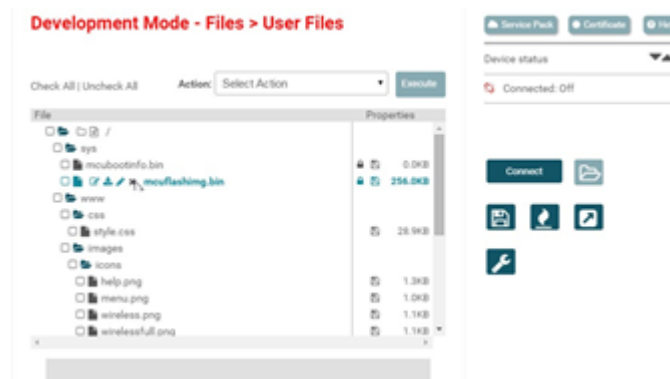 Development Mode - Files > User Files
Service Pack
Certificate
Device status
Connected: Off
Check All | Uncheck All Action: Select Action Execute
File Properties
/
sys
mcubootinfo.bin 0.0KB
mcuflashimg.bin 256.0KB
www
css
style.css 28.9KB
images
icons
help.png 1.3KB
menu.png 1.0KB
wireless.png 1.1KB
wirelessfull.png 1.1KB
Connect